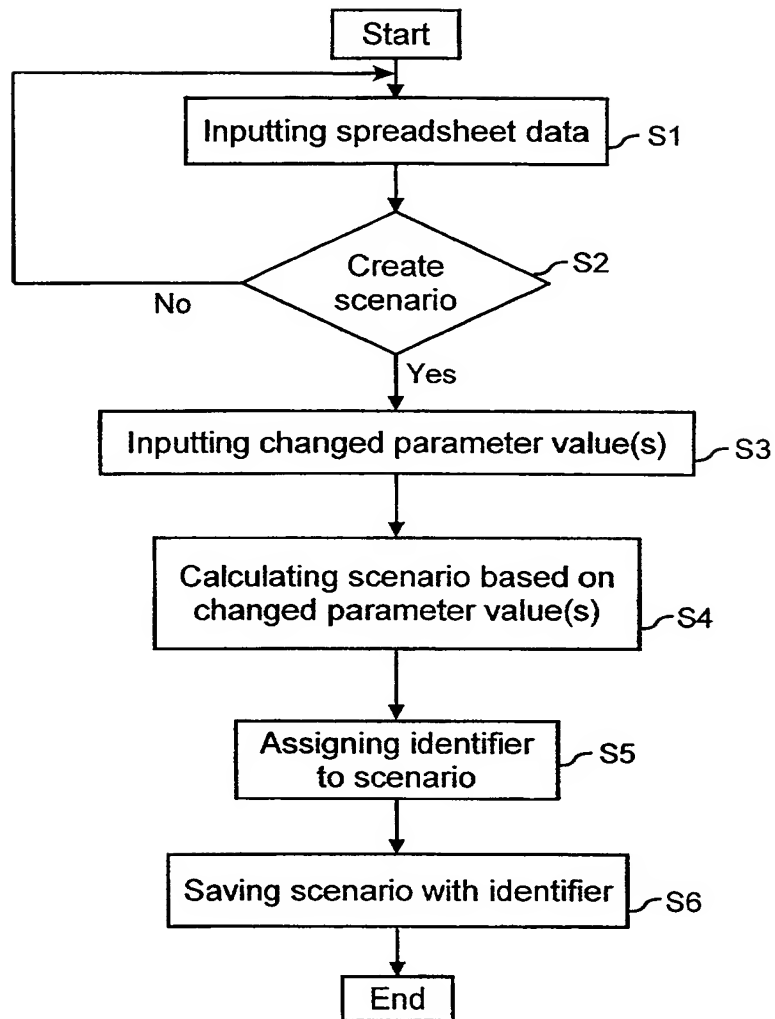 Start
Inputting spreadsheet data
S1
Create
scenario
S2
No
Yes
Inputting changed parameter value(s)
S3
Calculating scenario based on
changed parameter value(s)
S4
Assigning identifier
to scenario
S5
Saving scenario with identifier
S6
End